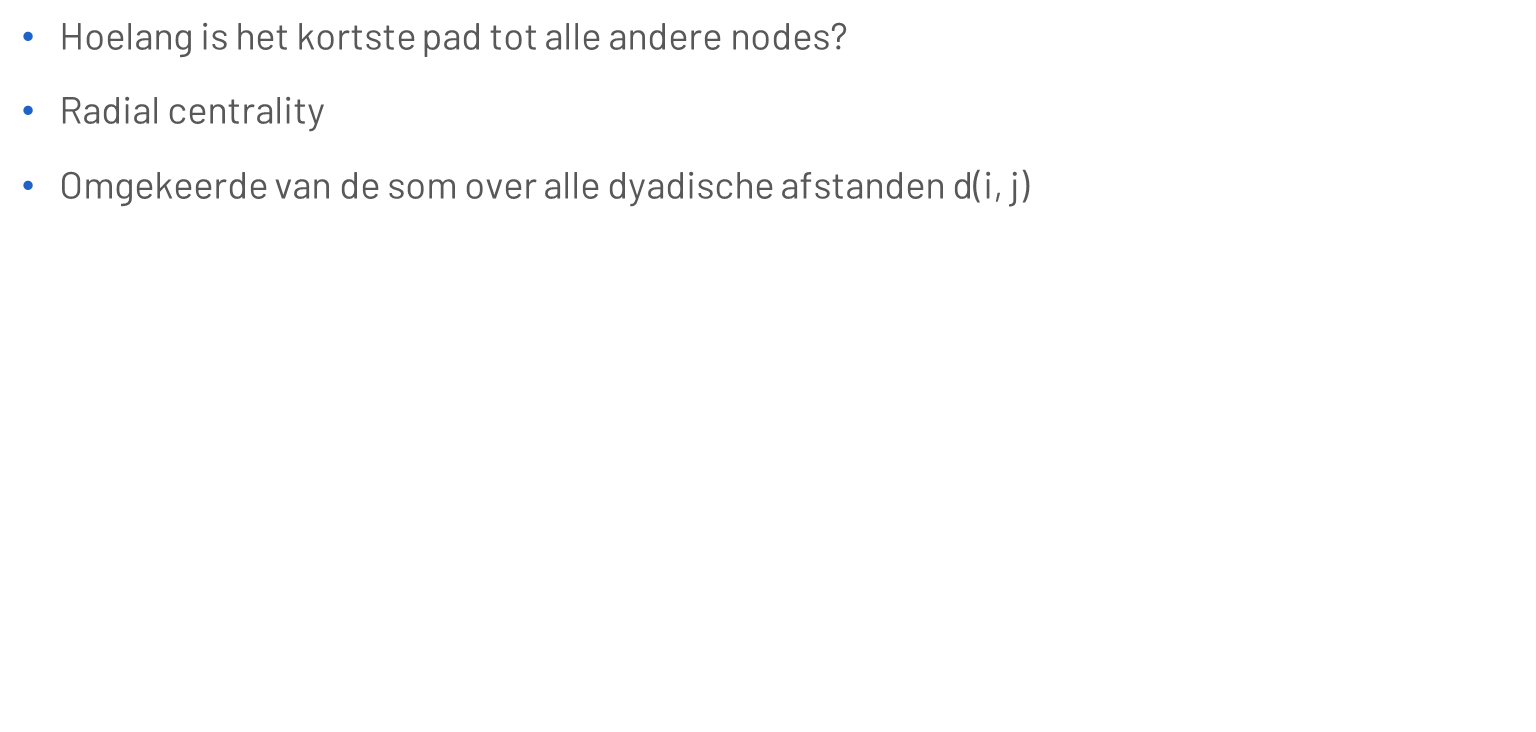 • Hoelang is het kortste pad tot alle andere nodes?
• Radial centrality
• Omgekeerde van de som over alle dyadische afstanden d(i, j)